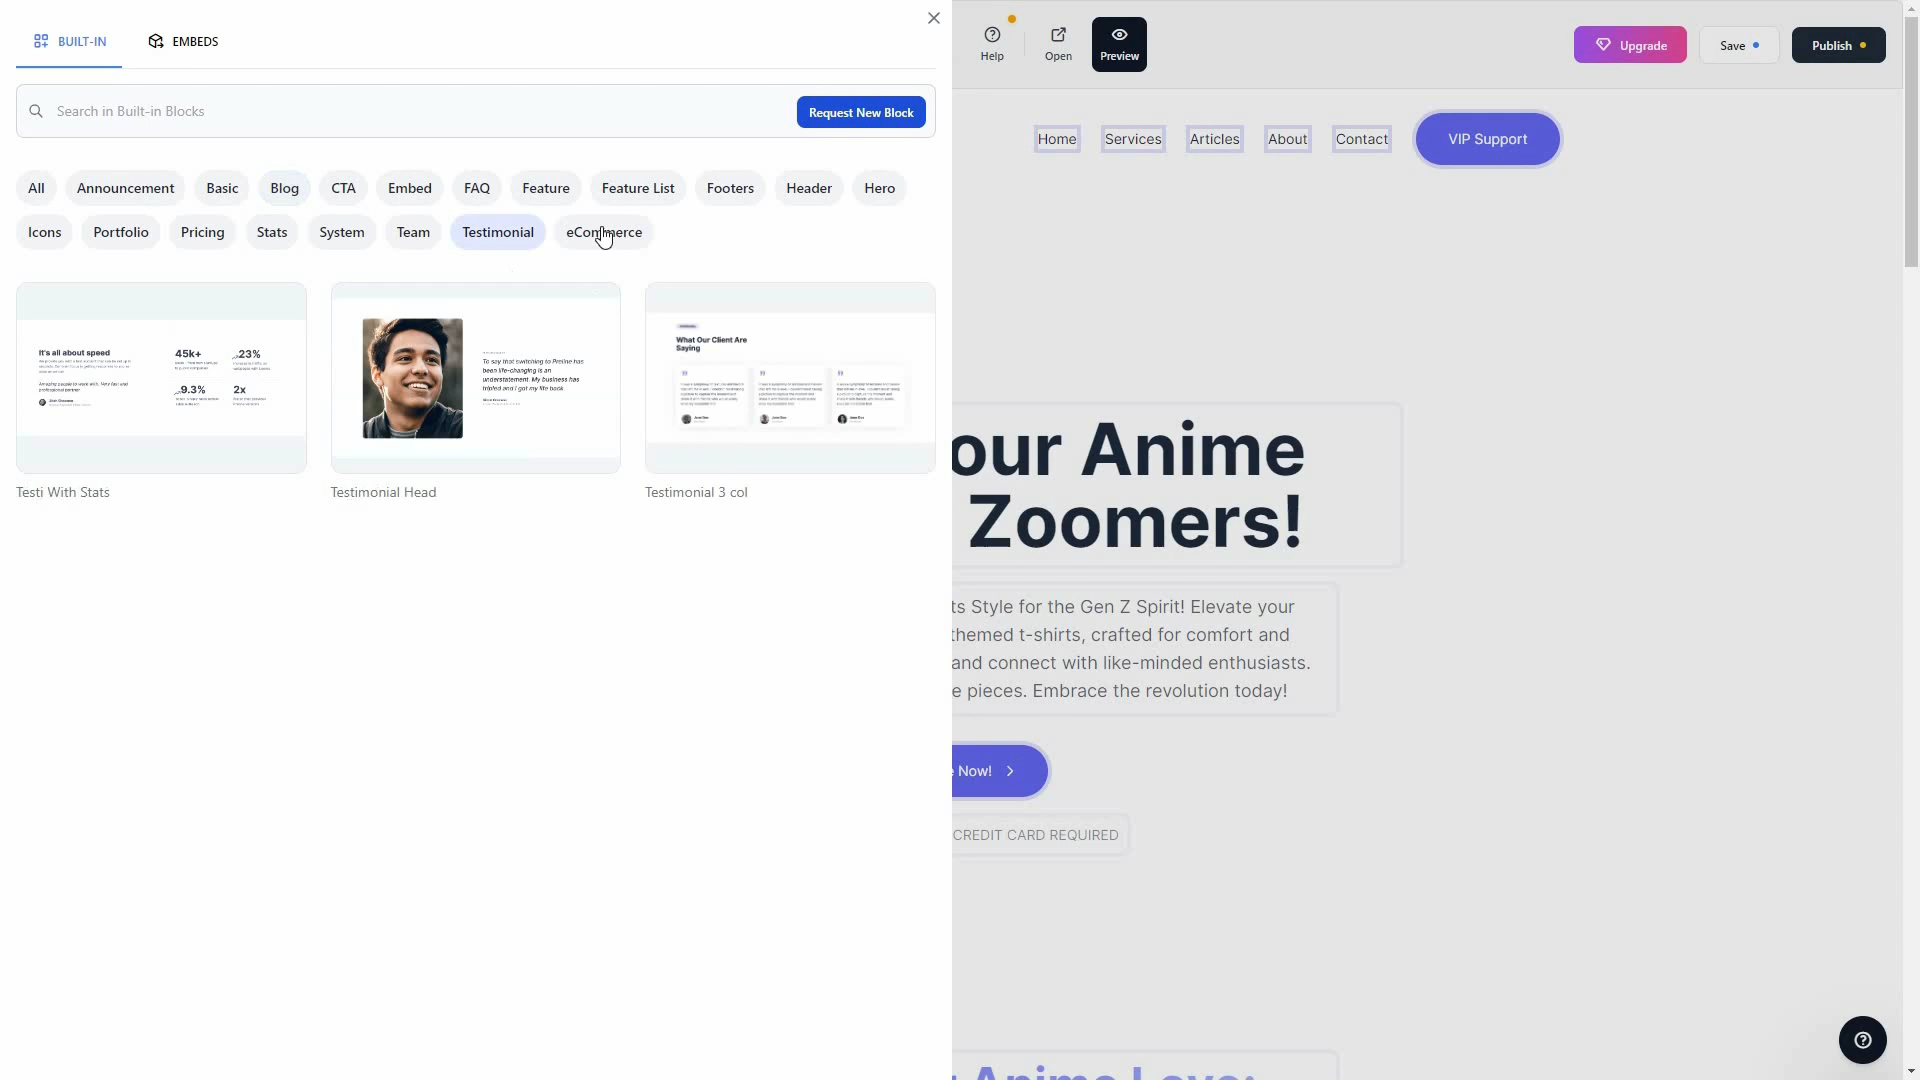 BUILT-IN
EMBEDS
Search in Built-in Blocks
Request New Block
All
Announcement
Basic
Blog
CTA
Embed
FAQ
Feature
Feature List
Footers
Header
Hero
Icons
Portfolio
Pricing
Stats
System
Team
Testimonial
eCommerce
It's all about speed
45k+
23%
9.3%
2x
Testi With Stats
To say that switching to Preline has
been life-changing is an
understatement. My business has
tripled and I got my life back
Testimonial Head
What Our Client Are
Saying
Testimonial 3 col
Help
Open
Preview
Upgrade
Save
Publish
Home
Services
Articles
About
Contact
VIP Support
our Anime
Zoomers!
ts Style for the Gen Z Spirit! Elevate your
themed t-shirts, crafted for comfort and
and connect with like-minded enthusiasts.
e pieces. Embrace the revolution today!
Now!
CREDIT CARD REQUIRED
Anime Love: